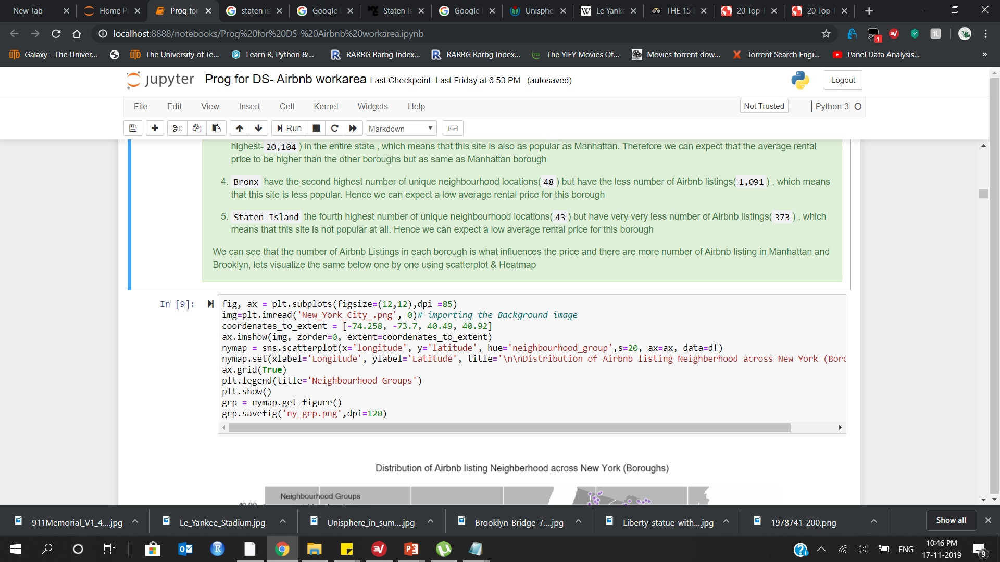 New Tab
Home P
Prog for
staten is
Google
Staten Is
Google
Unisphe
Le Yank
THE 15
20 Top-
20 Top-
localhost:8888/notebooks/Prog%20for%20DS-%20Airbnb%20workarea.ipynb
1
Galaxy - The Univer...
The University of Te...
Learn R, Python &...
RARBG Rarbg Index...
RARBG Rarbg Index...
The YIFY Movies Of...
Movies torrent dow...
Torrent Search Engi...
Panel Data Analysis...
jupyter Prog for DS- Airbnb workarea Last Checkpoint: Last Friday at 6:53 PM (autosaved)
Logout
File Edit View Insert Cell Kernel Widgets Help
Not Trusted
Python 3
Run
Markdown
highest- 20,104 ) in the entire state , which means that this site is also as popular as Manhattan. Therefore we can expect that the average rental
price to be higher than the other boroughs but as same as Manhattan borough
4. Bronx have the second highest number of unique neighbourhood locations( 48 ) but have the less number of Airbnb listings( 1,091 ) , which means
that this site is less popular. Hence we can expect a low average rental price for this borough
5. Staten Island the fourth highest number of unique neighbourhood locations( 43 ) but have very very less number of Airbnb listings( 373 ) , which
means that this site is not popular at all. Hence we can expect a low average rental price for this borough
We can see that the number of Airbnb Listings in each borough is what influences the price and there are more number of Airbnb listing in Manhattan and
Brooklyn, lets visualize the same below one by one using scatterplot & Heatmap
In [9]:
fig, ax = plt.subplots(figsize=(12,12),dpi =85)
img=plt.imread('New_York_City_.png', 0)# importing the Background image
coordenates_to_extent = [-74.258, -73.7, 40.49, 40.92]
ax.imshow(img, zorder=0, extent=coordenates_to_extent)
nymap = sns.scatterplot(x='longitude', y='latitude', hue='neighbourhood_group',s=20, ax=ax, data=df)
nymap.set(xlabel='Longitude', ylabel='Latitude', title='\n\nDistribution of Airbnb listing Neighberhood across New York (Boro
ax.grid(True)
plt.legend(title='Neighbourhood Groups')
plt.show()
grp = nymap.get_figure()
grp.savefig('ny_grp.png',dpi=120)
Distribution of Airbnb listing Neighberhood across New York (Boroughs)
Neighbourhood Groups
911Memorial_V1_4....jpg
Le_Yankee_Stadium.jpg
Unisphere_in_sum....jpg
Brooklyn-Bridge-7....jpg
Liberty-statue-with....jpg
1978741-200.png
Show all
ENG
10:46 PM
17-11-2019
9